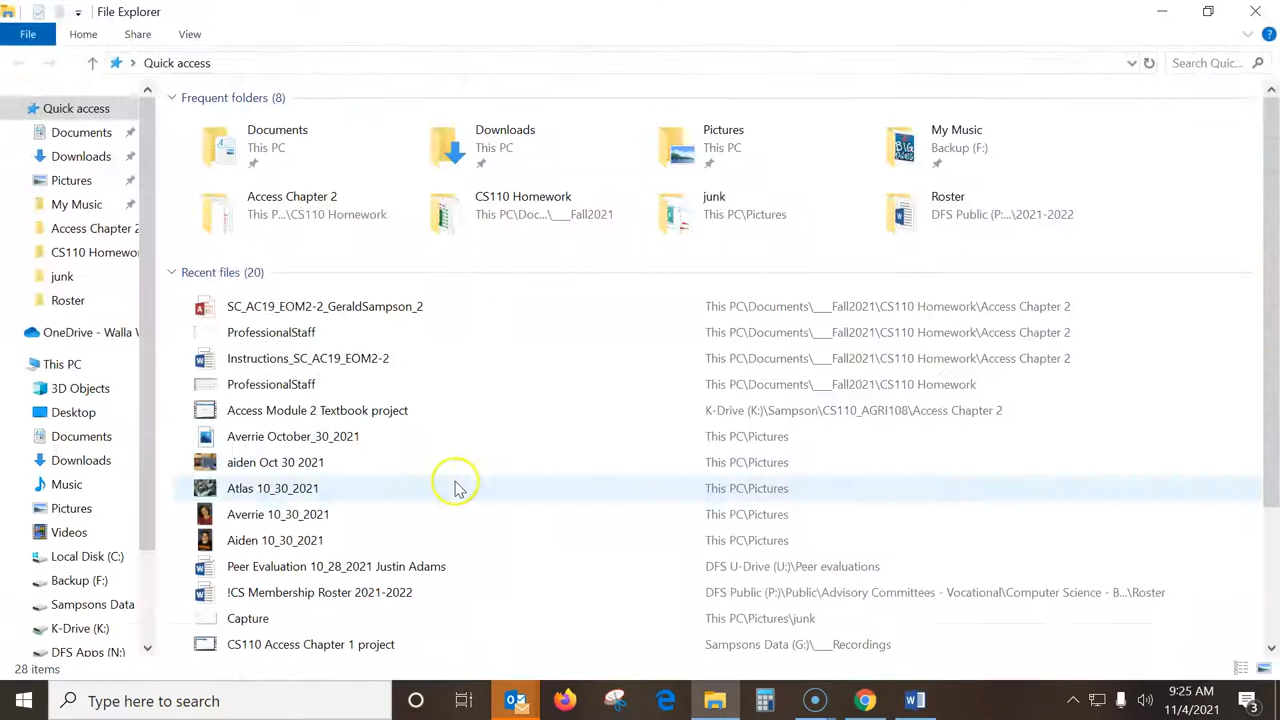 File Explorer
File Home Share View
Quick access
Search Quic...
Quick access
Documents
Downloads
Pictures
My Music
Access Chapter 2
CS110 Homewo
junk
Roster
OneDrive - Walla W
This PC
3D Objects
Desktop
Documents
Downloads
Music
Pictures
Videos
Local Disk (C:)
Backup (F:)
Sampsons Data
K-Drive (K:)
DFS Apps (N:)
Frequent folders (8)
Documents
This PC
Downloads
This PC
Pictures
This PC
My Music
Backup (F:)
Access Chapter 2
This P...\CS110 Homework
CS110 Homework
This PC\Doc...\___Fall2021
junk
This PC\Pictures
Roster
DFS Public (P:...\2021-2022
Recent files (20)
SC_AC19_EOM2-2_GeraldSampson_2 This PC\Documents\___Fall2021\CS110 Homework\Access Chapter 2
ProfessionalStaff This PC\Documents\___Fall2021\CS110 Homework\Access Chapter 2
Instructions_SC_AC19_EOM2-2 This PC\Documents\___Fall2021\CS110 Homework\Access Chapter 2
ProfessionalStaff This PC\Documents\___Fall2021\CS110 Homework
Access Module 2 Textbook project K-Drive (K:)\Sampson\CS110_AGRI108\Access Chapter 2
Averrie October_30_2021 This PC\Pictures
aiden Oct 30 2021 This PC\Pictures
Atlas 10_30_2021 This PC\Pictures
Averrie 10_30_2021 This PC\Pictures
Aiden 10_30_2021 This PC\Pictures
Peer Evaluation 10_28_2021 Justin Adams DFS U-Drive (U:)\Peer evaluations
!CS Membership Roster 2021-2022 DFS Public (P:)\Public\Advisory Committees - Vocational\Computer Science - B...\Roster
Capture This PC\Pictures\junk
CS110 Access Chapter 1 project Sampsons Data (G:)\___Recordings
28 items
Type here to search
9:25 AM
11/4/2021
3